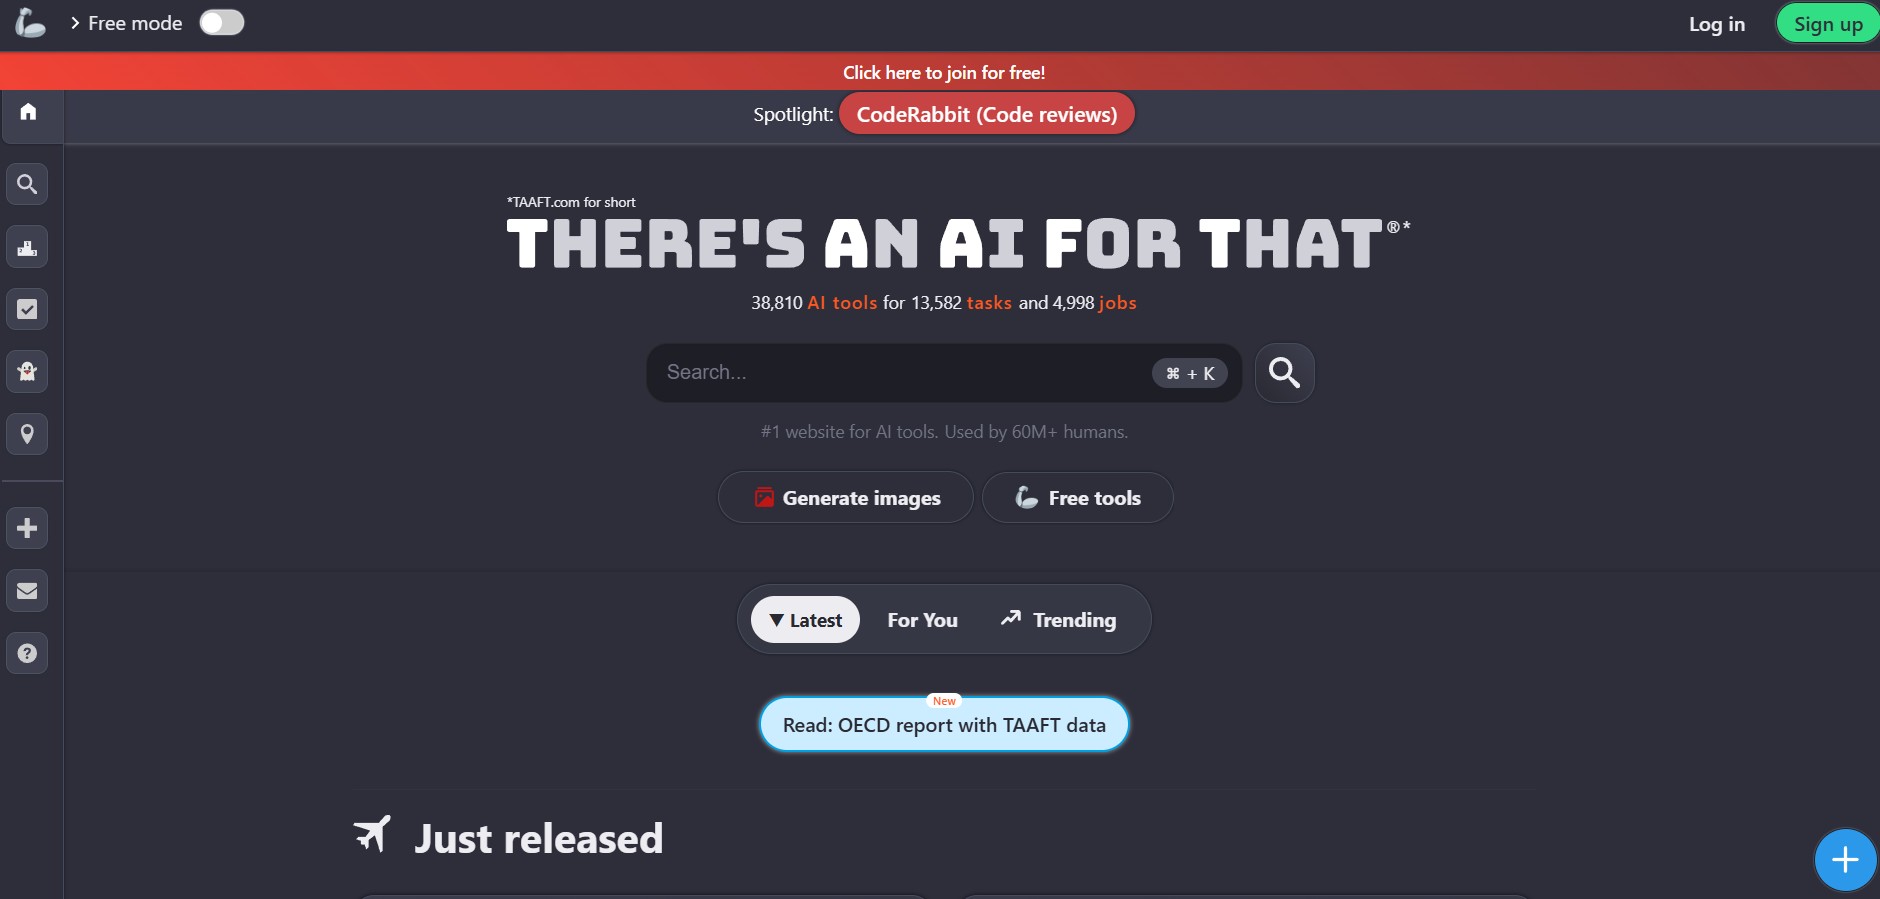 Free mode
Log in
Sign up
Click here to join for free!
Spotlight: CodeRabbit (Code reviews)
*TAAFT.com for short
THERE'S AN AI FOR THAT®*
38,810 AI tools for 13,582 tasks and 4,998 jobs
Search...
⌘ + K
#1 website for AI tools. Used by 60M+ humans.
Generate images
Free tools
▼ Latest
For You
Trending
New
Read: OECD report with TAAFT data
Just released